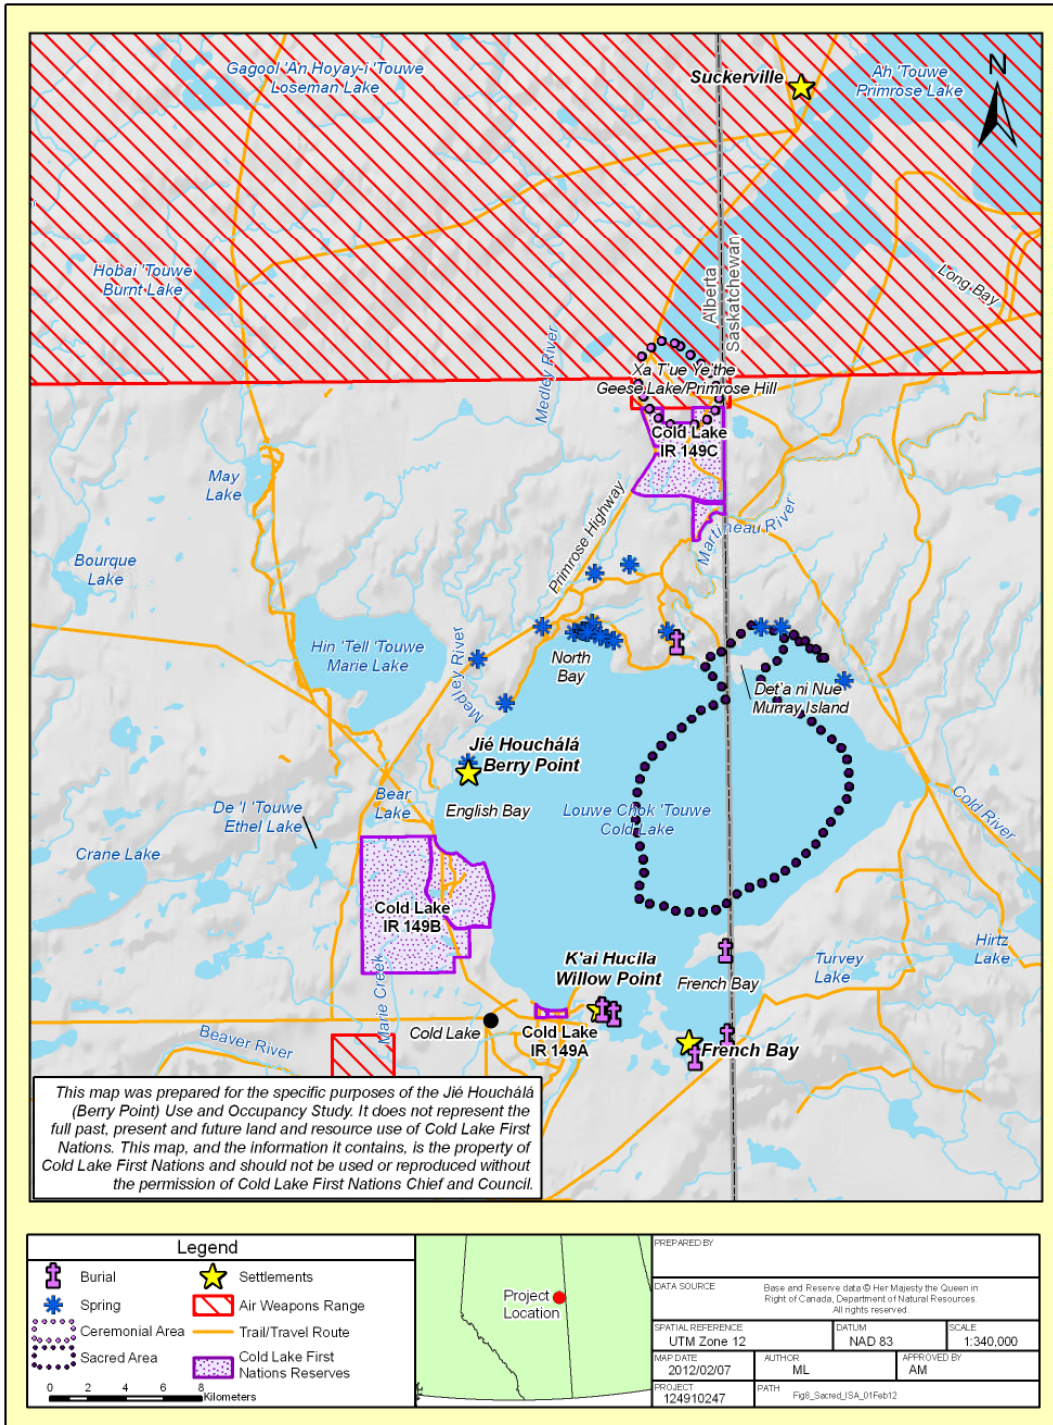 Gagool 'An Hoyay-i 'Touwe
Loseman Lake
Suckerville
Ah 'Touwe
Primrose Lake
N
Hobai 'Touwe
Burnt Lake
Alberta
Saskatchewan
Long Bay
Medley River
Xa T'ue Ye'the
Geese Lake/Primrose Hill
Cold Lake
IR 149C
May
Lake
Primrose Highway
Martineau River
Bourque
Lake
Hin 'Tell 'Touwe
Marie Lake
Medley River
North
Bay
Det'a ni Nue
Murray Island
Jié Houchálá
Berry Point
De 'I 'Touwe
Ethel Lake
Bear
Lake
English Bay
Louwe Chok 'Touwe
Cold Lake
Cold River
Crane Lake
Cold Lake
IR 149B
K'ai Hucila
Willow Point
Turvey
Lake
Hirtz
Lake
French Bay
Marie Creek
Beaver River
Cold Lake
Cold Lake
IR 149A
French Bay
This map was prepared for the specific purposes of the Jié Houchálá
(Berry Point) Use and Occupancy Study. It does not represent the
full past, present and future land and resource use of Cold Lake First
Nations. This map, and the information it contains, is the property of
Cold Lake First Nations and should not be used or reproduced without
the permission of Cold Lake First Nations Chief and Council.
Legend
Burial
Settlements
Spring
Air Weapons Range
Ceremonial Area
Trail/Travel Route
Sacred Area
Cold Lake First
Nations Reserves
0 2 4 6 8
Kilometers
Project
Location
PREPARED BY
DATA SOURCE
Base and Reserve data © Her Majesty the Queen in
Right of Canada, Department of Natural Resources.
All rights reserved.
SPATIAL REFERENCE
UTM Zone 12
DATUM
NAD 83
SCALE
1:340,000
MAP DATE
2012/02/07
AUTHOR
ML
APPROVED BY
AM
PROJECT
124910247
PATH
Fig8_Sacred_ISA_01Feb12